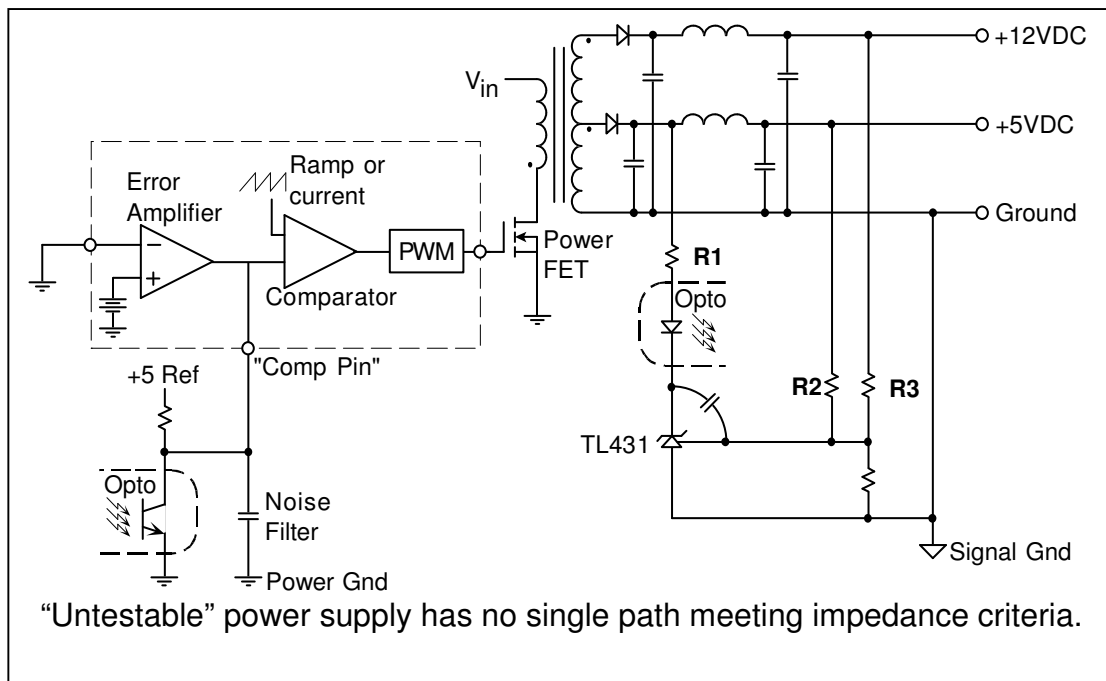 +12VDC
V_in
+5VDC
Error
Amplifier
Ramp or
current
Ground
−
+
PWM
Power
FET
R1
Comparator
Opto
"Comp Pin"
+5 Ref
R2
R3
TL431
Opto
Noise
Filter
Signal Gnd
Power Gnd
“Untestable” power supply has no single path meeting impedance criteria.